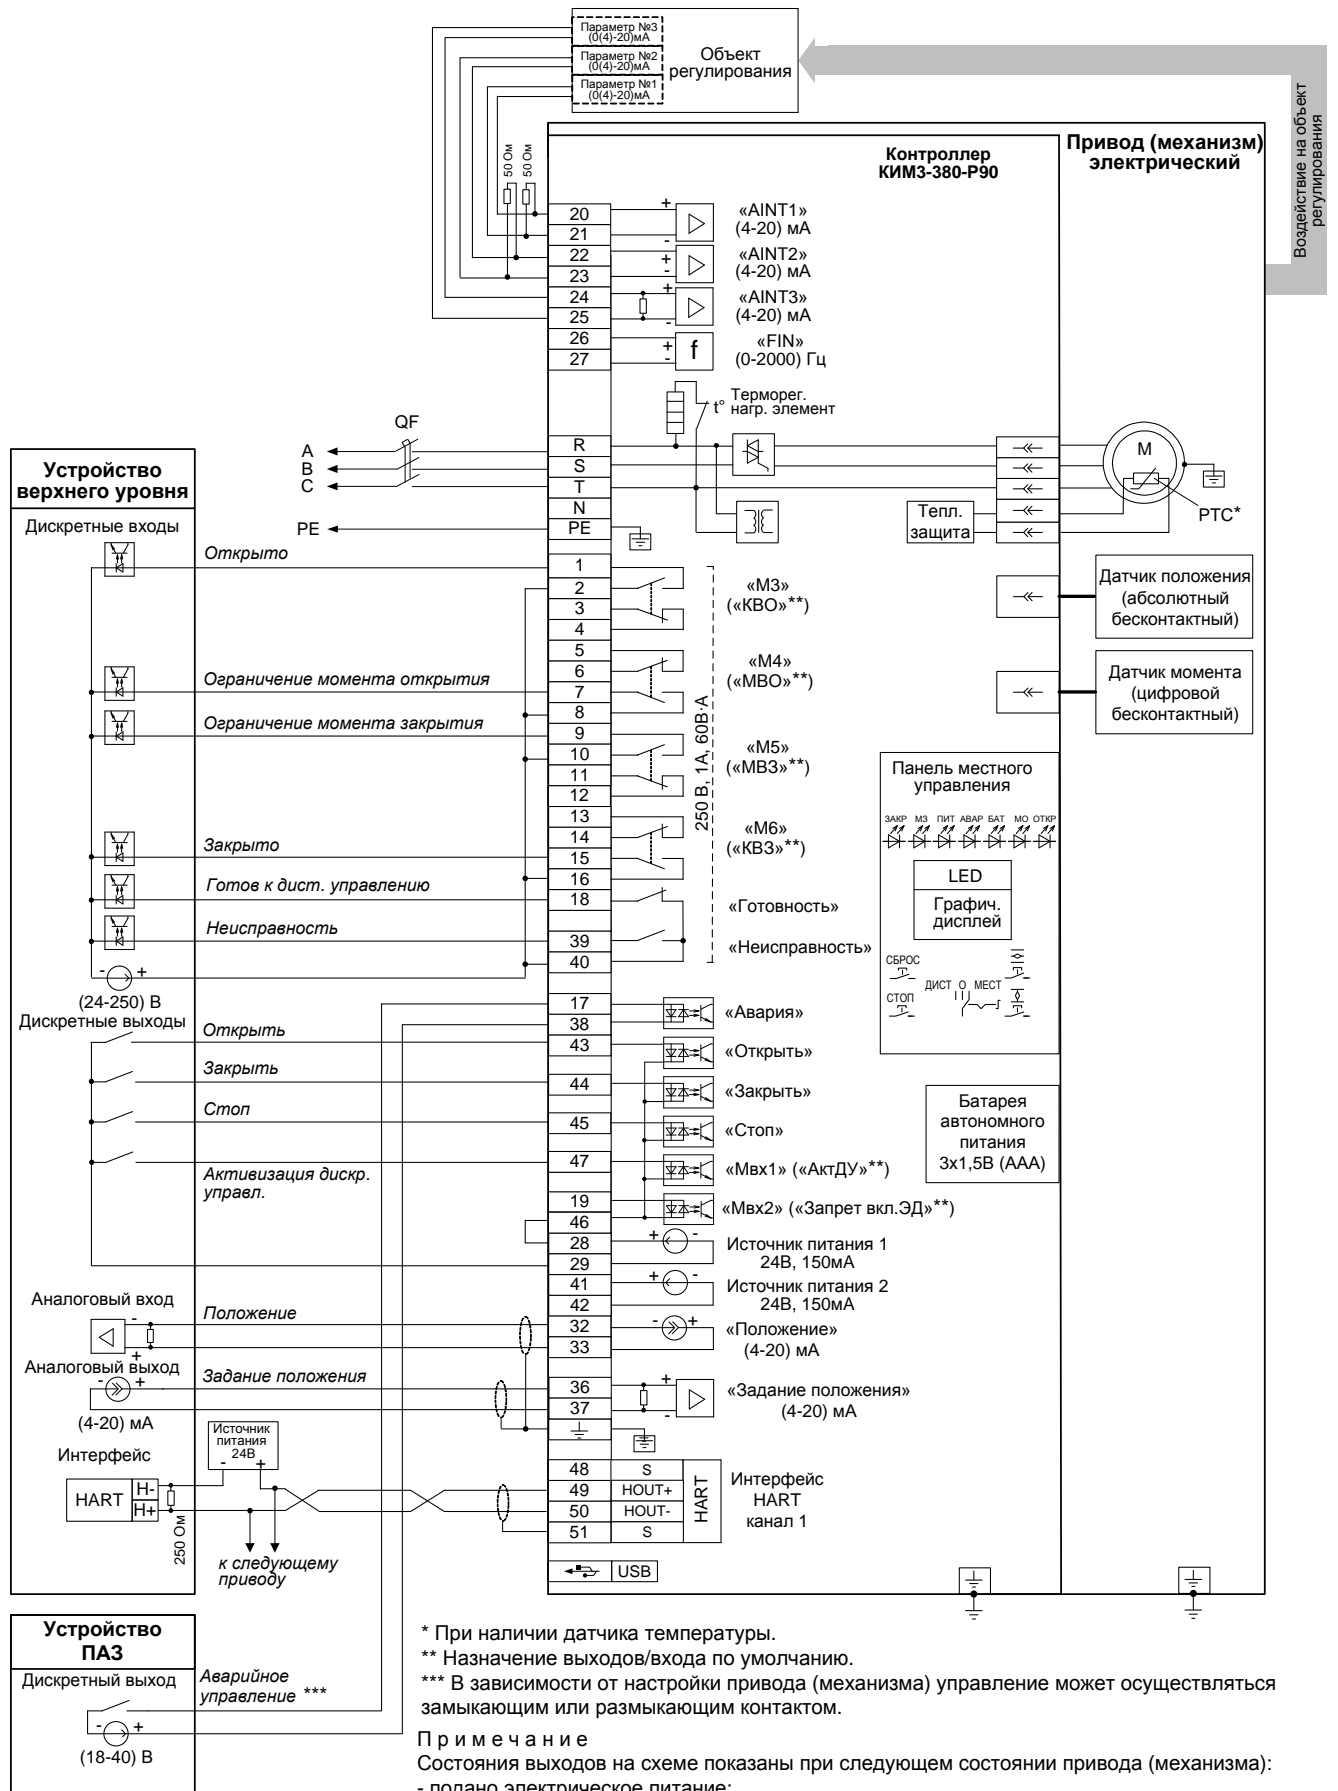 Параметр №3
(0(4)-20)мА
Параметр №2
(0(4)-20)мА
Параметр №1
(0(4)-20)мА
Объект
регулирования
Воздействие на объект
регулирования
50 Ом
50 Ом
Контроллер
КИМ3-380-Р90
Привод (механизм)
электрический
20
21
22
23
24
25
26
27
+
-
«AINT1»
(4-20) мА
+
-
«AINT2»
(4-20) мА
+
-
«AINT3»
(4-20) мА
+
-
f
«FIN»
(0-2000) Гц
t°
Терморег.
нагр. элемент
QF
A
B
C
PE
R
S
T
N
PE
M
PTC*
Тепл.
защита
Устройство
верхнего уровня
Дискретные входы
Открыто
1
2
3
4
«М3»
(«КВО»**)
Датчик положения
(абсолютный
бесконтактный)
5
6
7
8
Ограничение момента открытия
«М4»
(«МВО»**)
Датчик момента
(цифровой
бесконтактный)
Ограничение момента закрытия
9
10
11
12
«М5»
(«МВЗ»**)
250 В, 1А, 60В·А
13
14
15
16
18
39
40
Закрыто
«М6»
(«КВЗ»**)
Готов к дист. управлению
«Готовность»
Неисправность
«Неисправность»
- +
(24-250) В
Панель местного
управления
ЗАКР МЗ ПИТ АВАР БАТ МО ОТКР
LED
Графич.
дисплей
СБРОС
СТОП
ДИСТ О МЕСТ
Дискретные выходы
17
38
43
44
45
47
19
46
28
29
41
42
32
33
36
37
«Авария»
Открыть
«Открыть»
Закрыть
«Закрыть»
Стоп
«Стоп»
Активизация дискр.
управл.
«Мвх1» («АктДУ»**)
«Мвх2» («Запрет вкл.ЭД»**)
Батарея
автономного
питания
3х1,5В (ААА)
+ -
Источник питания 1
24В, 150мА
+ -
Источник питания 2
24В, 150мА
Аналоговый вход
-
+
Положение
- +
«Положение»
(4-20) мА
Аналоговый выход
- +
(4-20) мА
Задание положения
+
-
«Задание положения»
(4-20) мА
Интерфейс
HART
H-
H+
250 Ом
Источник
питания
24В
- +
к следующему
приводу
48
49
50
51
S
HOUT+
HOUT-
S
HART
Интерфейс
HART
канал 1
USB
Устройство
ПАЗ
Дискретный выход
- +
(18-40) В
Аварийное
управление ***
* При наличии датчика температуры.
** Назначение выходов/входа по умолчанию.
*** В зависимости от настройки привода (механизма) управление может осуществляться
замыкающим или размыкающим контактом.
П р и м е ч а н и е
Состояния выходов на схеме показаны при следующем состоянии привода (механизма):
- подано электрическое питание;